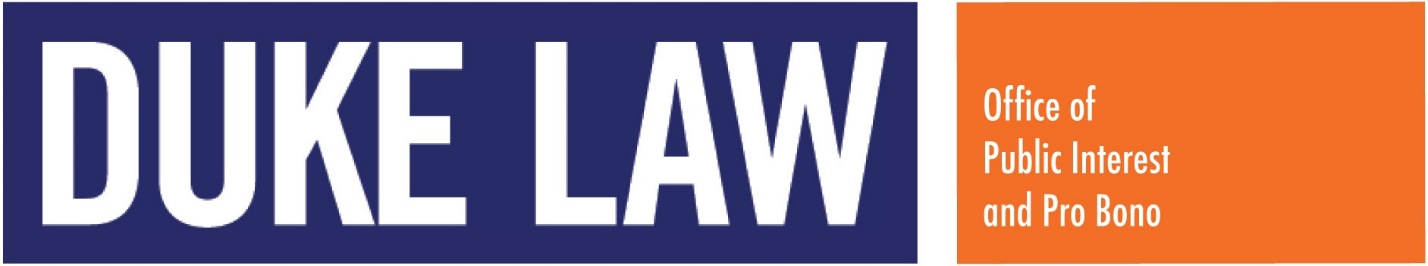 DUKE LAW
Office of
Public Interest
and Pro Bono